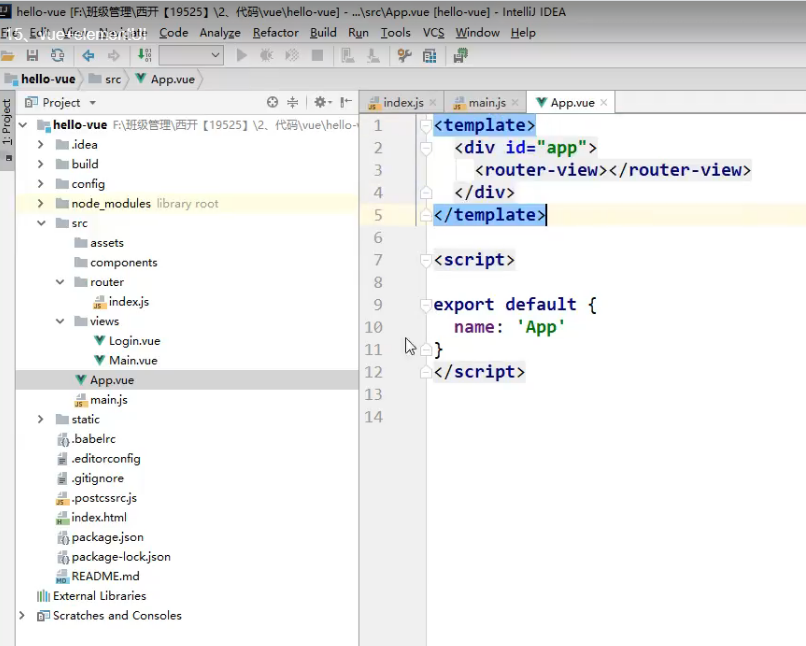 hello-vue [F:\班级管理\西开【19525】\2、代码\vue\hello-vue] - ...\src\App.vue [hello-vue] - IntelliJ IDEA
15、Vue+
Code Analyze Refactor Build Run Tools VCS Window Help
hello-vue src App.vue
1: Project
Project
index.js main.js App.vue
hello-vue F:\班级管理\西开【19525】\2、代码\vue\hello-
.idea
build
config
node_modules library root
src
assets
components
router
index.js
views
Login.vue
Main.vue
App.vue
main.js
static
.babelrc
.editorconfig
.gitignore
.postcssrc.js
index.html
package.json
package-lock.json
README.md
External Libraries
Scratches and Consoles
1 <template>
2 <div id="app">
3 <router-view></router-view>
4 </div>
5 </template>
6
7 <script>
8
9 export default {
10 name: 'App'
11 }
12 </script>
13
14